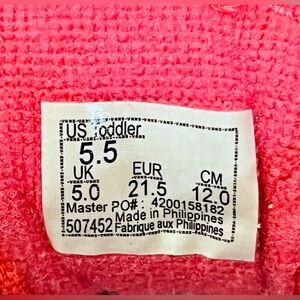 US Toddler
5.5
UK EUR CM
5.0 21.5 12.0
Master PO#: 4200158182
Made in Philippines
507452 Fabrique aux Philippines